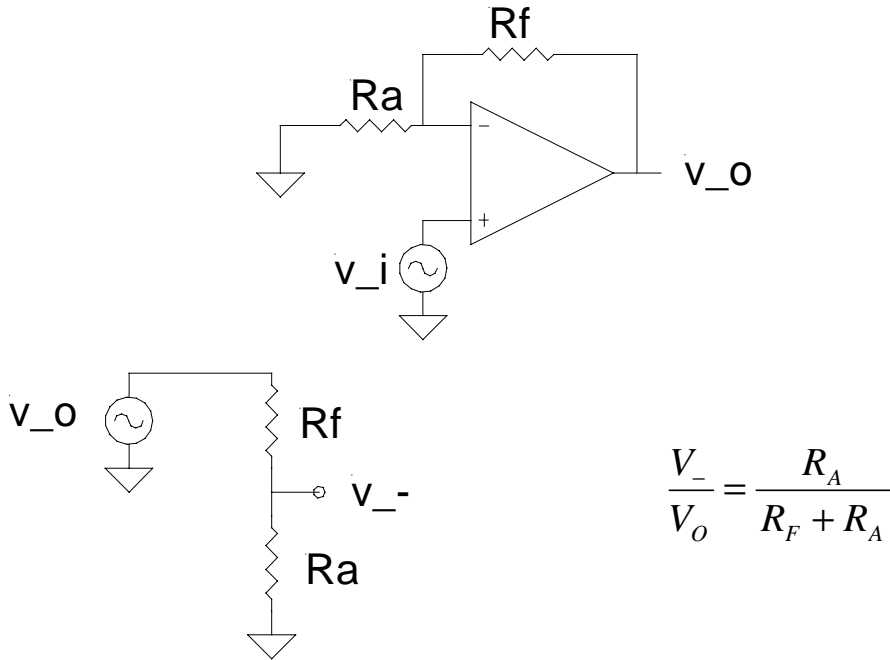 Rf
Ra
−
v_o
+
v_i
v_o
Rf
v_-
Ra
V_- / V_O = R_A / (R_F + R_A)